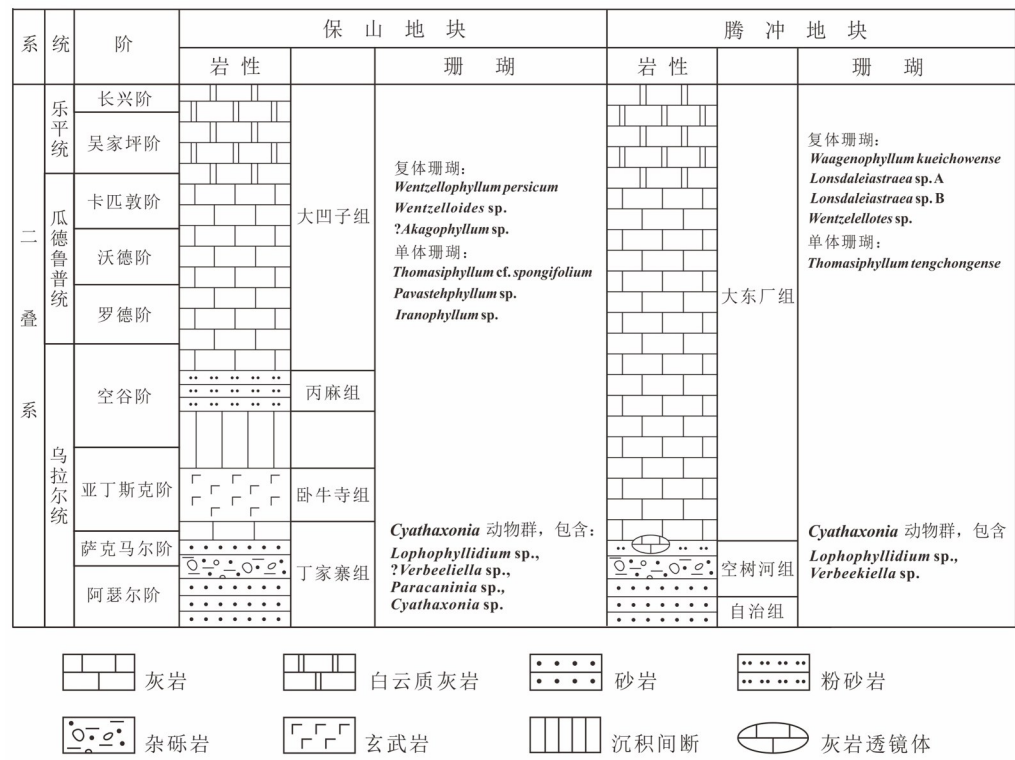 系
统
阶
保山地块
腾冲地块
岩性
珊瑚
岩性
珊瑚
二叠系
乐平统
瓜德鲁普统
乌拉尔统
长兴阶
吴家坪阶
卡匹敦阶
沃德阶
罗德阶
空谷阶
亚丁斯克阶
萨克马尔阶
阿瑟尔阶
大凹子组
丙麻组
卧牛寺组
丁家寨组
复体珊瑚：
Wentzellophyllum persicum
Wentzelloides sp.
?Akagophyllum sp.
单体珊瑚：
Thomasiphyllum cf. spongifolium
Pavastehphyllum sp.
Iranophyllum sp.
Cyathaxonia 动物群，包含：
Lophophyllidium sp.,
?Verbeeliella sp.,
Paracaninia sp.,
Cyathaxonia sp.
大东厂组
空树河组
自治组
复体珊瑚：
Waagenophyllum kueichowense
Lonsdaleiastraea sp. A
Lonsdaleiastraea sp. B
Wentzelellotes sp.
单体珊瑚：
Thomasiphyllum tengchongense
Cyathaxonia 动物群，包含
Lophophyllidium sp.,
Verbeekiella sp.
灰岩
白云质灰岩
砂岩
粉砂岩
杂砾岩
玄武岩
沉积间断
灰岩透镜体